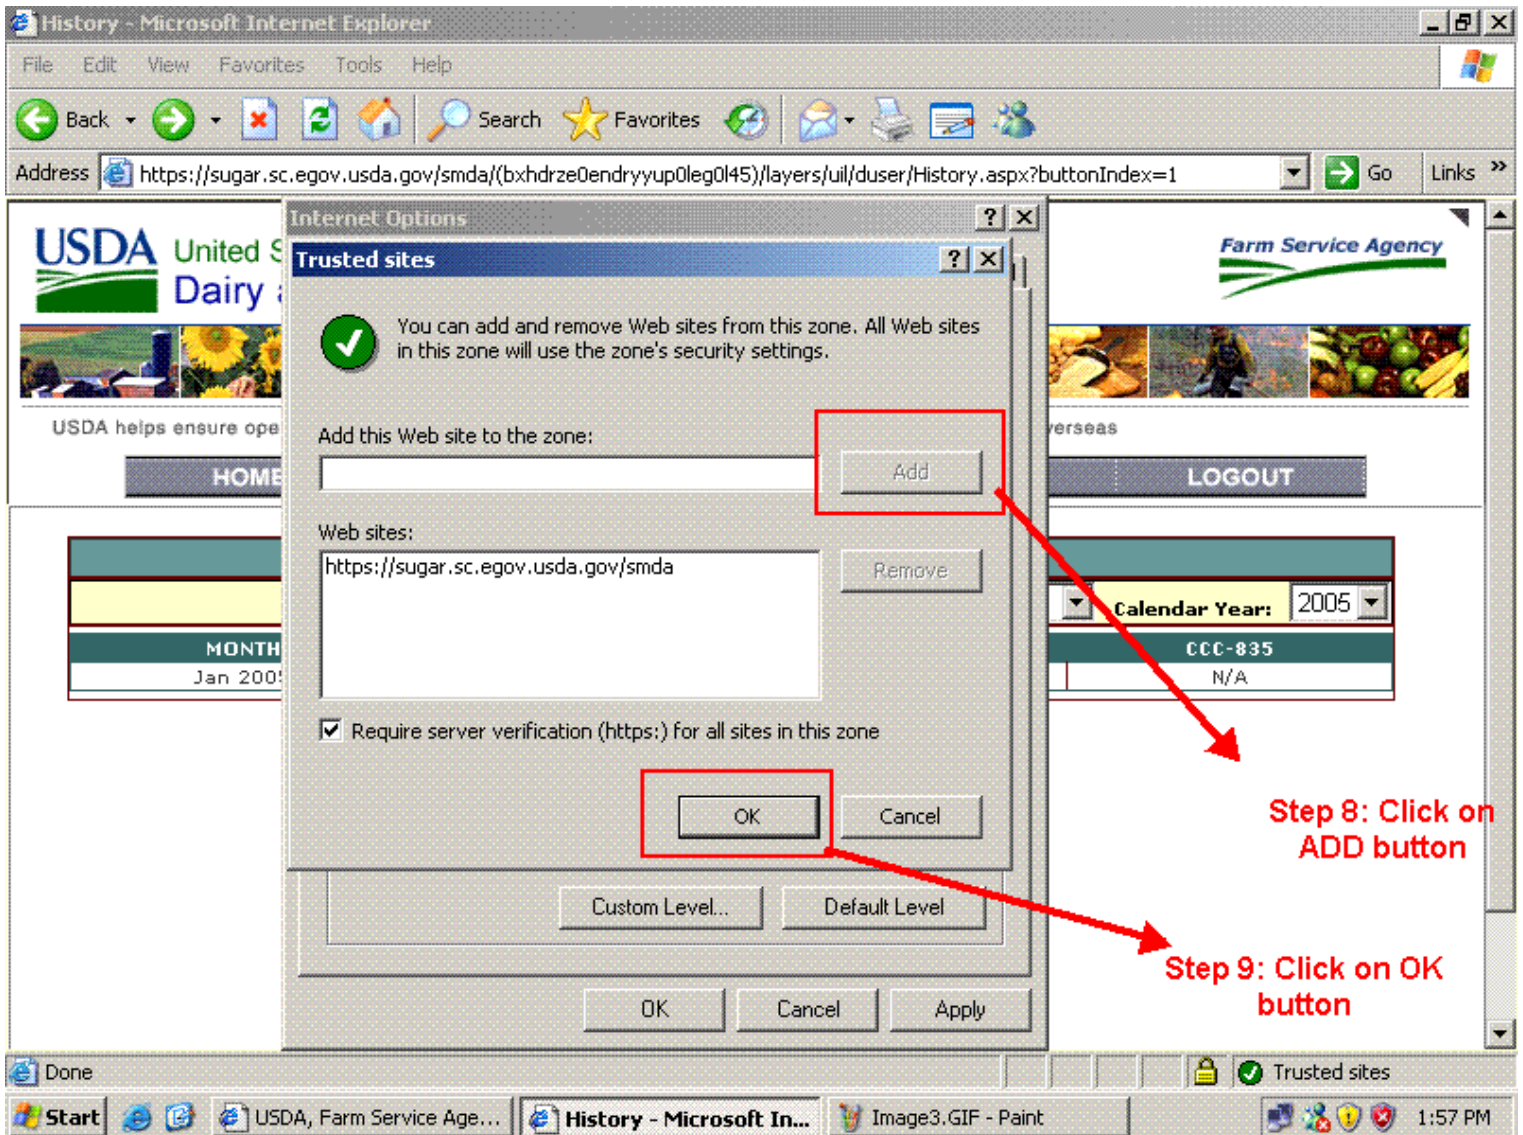 History - Microsoft Internet Explorer
File Edit View Favorites Tools Help
Back Search Favorites
Address https://sugar.sc.egov.usda.gov/smda/(bxhdrze0endryyup0leg0l45)/layers/uil/duser/History.aspx?buttonIndex=1 Go Links »
Internet Options
USDA United S
Dairy
Farm Service Agency
Trusted sites
You can add and remove Web sites from this zone. All Web sites
in this zone will use the zone's security settings.
USDA helps ensure ope
verseas
Add this Web site to the zone:
Add
HOME
LOGOUT
Web sites:
https://sugar.sc.egov.usda.gov/smda
Remove
Calendar Year: 2005
MONTH
CCC-835
Jan 2005
N/A
Require server verification (https:) for all sites in this zone
OK Cancel
Step 8: Click on
ADD button
Custom Level... Default Level
Step 9: Click on OK
button
OK Cancel Apply
Done
Trusted sites
Start USDA, Farm Service Age... History - Microsoft In... Image3.GIF - Paint 1:57 PM